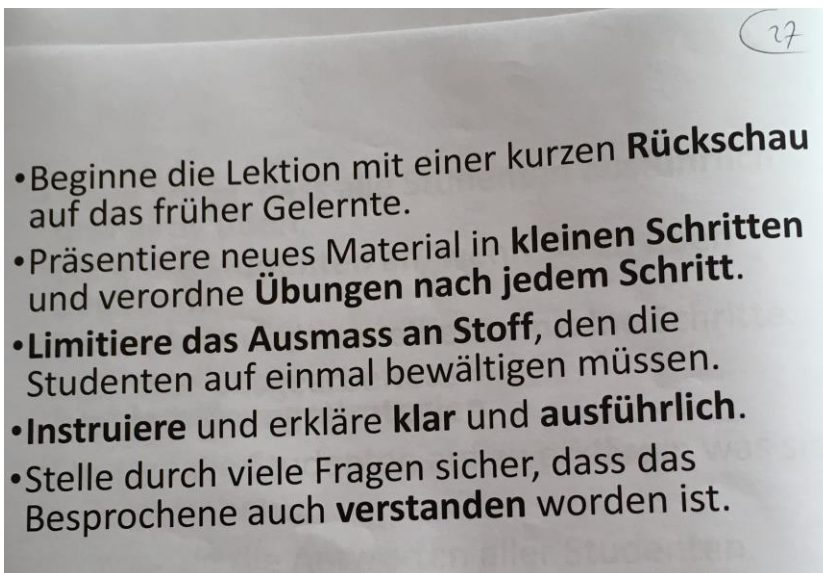 27
•Beginne die Lektion mit einer kurzen Rückschau
auf das früher Gelernte.
•Präsentiere neues Material in kleinen Schritten
und verordne Übungen nach jedem Schritt.
•Limitiere das Ausmass an Stoff, den die
Studenten auf einmal bewältigen müssen.
•Instruiere und erkläre klar und ausführlich.
•Stelle durch viele Fragen sicher, dass das
Besprochene auch verstanden worden ist.